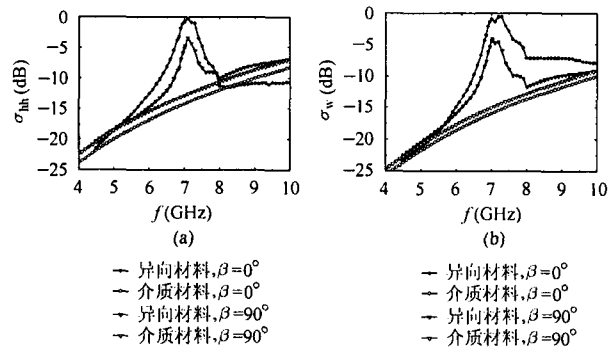 0
−5
−10
−15
−20
−25
σhh(dB)
4 5 6 7 8 9 10
f(GHz)
(a)
异向材料,β=0°
介质材料,β=0°
异向材料,β=90°
介质材料,β=90°
0
−5
−10
−15
−20
−25
σw(dB)
4 5 6 7 8 9 10
f(GHz)
(b)
异向材料,β=0°
介质材料,β=0°
异向材料,β=90°
介质材料,β=90°